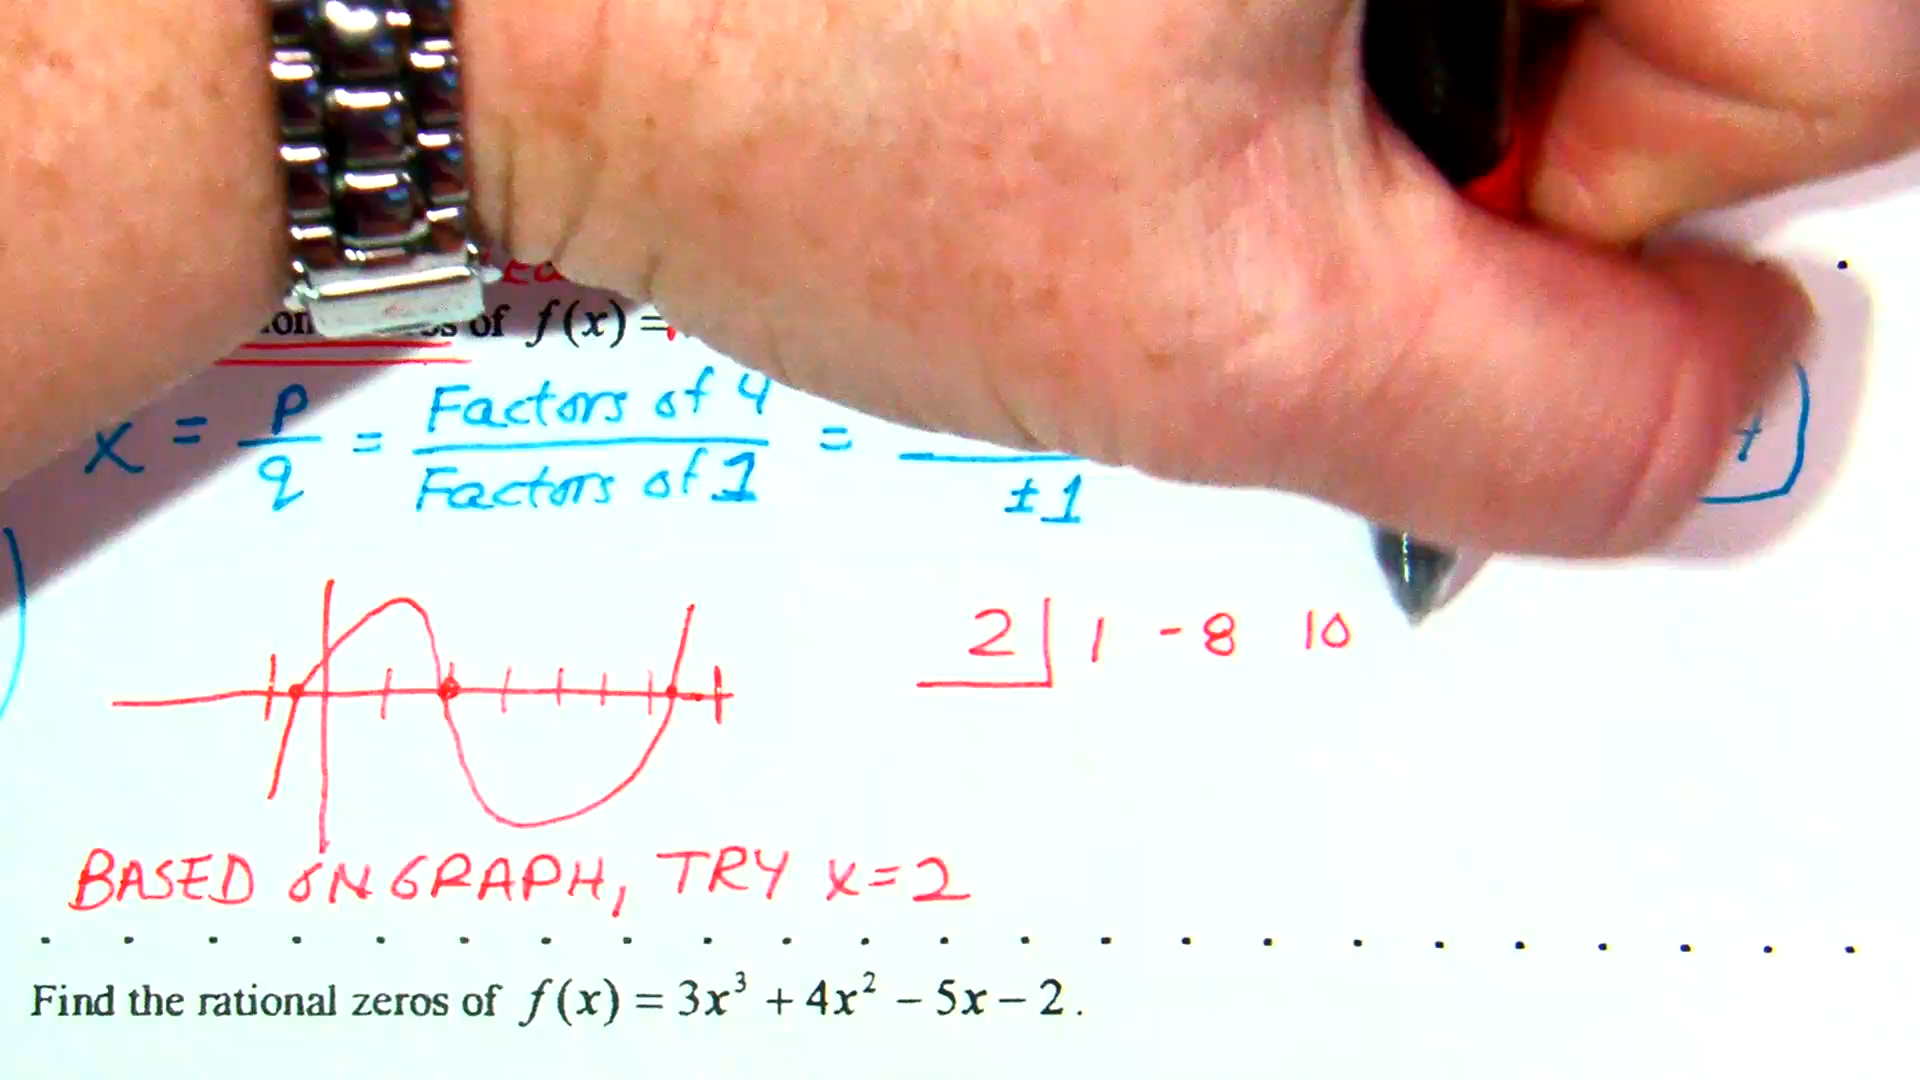 of f(x) =
x = p/q = Factors of 4 / Factors of 1 = / ±1
2 | 1 -8 10
BASED ON GRAPH, TRY x=2
Find the rational zeros of f(x) = 3x³ + 4x² − 5x − 2.